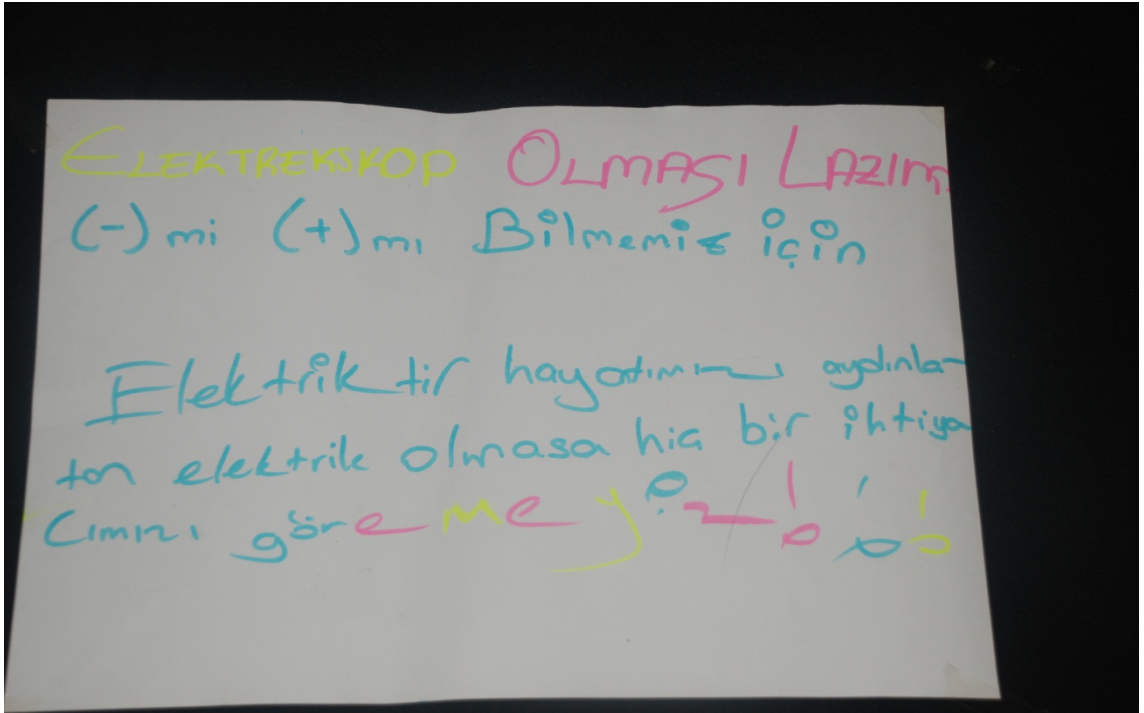 ELEKTREKSKOP OLMASI LAZIM
(-) mi (+) mı Bilmemiz için
Elektriktir hayatımızı aydınla-
tan elektrik olmasa hiç bir ihtiya
cımızı göremeyiz!!!